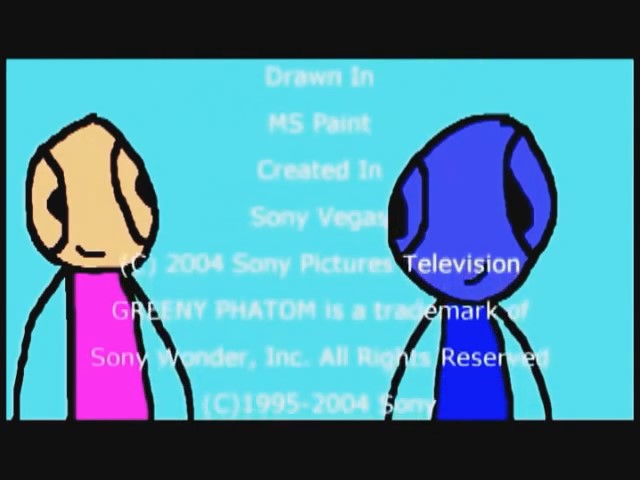 Drawn In
MS Paint
Created In
Sony Vegas
(C) 2004 Sony Pictures Television
GREENY PHATOM is a trademark of
Sony Wonder, Inc. All Rights Reserved
(C)1995-2004 Sony